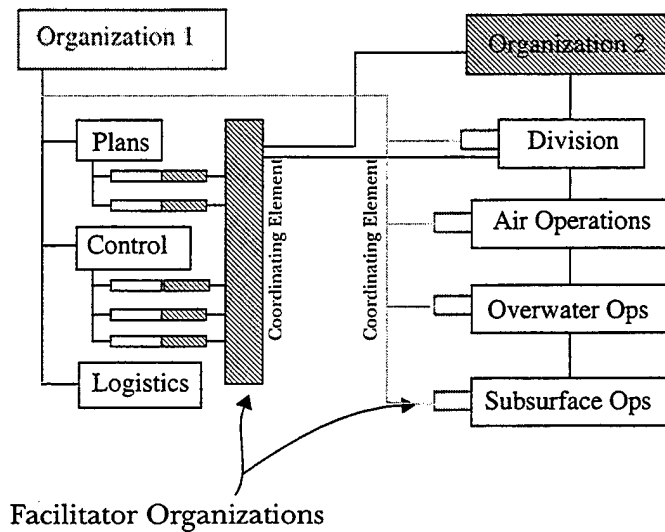 Organization 1
Organization 2
Plans
Division
Control
Coordinating Element
Coordinating Element
Air Operations
Overwater Ops
Logistics
Subsurface Ops
Facilitator Organizations